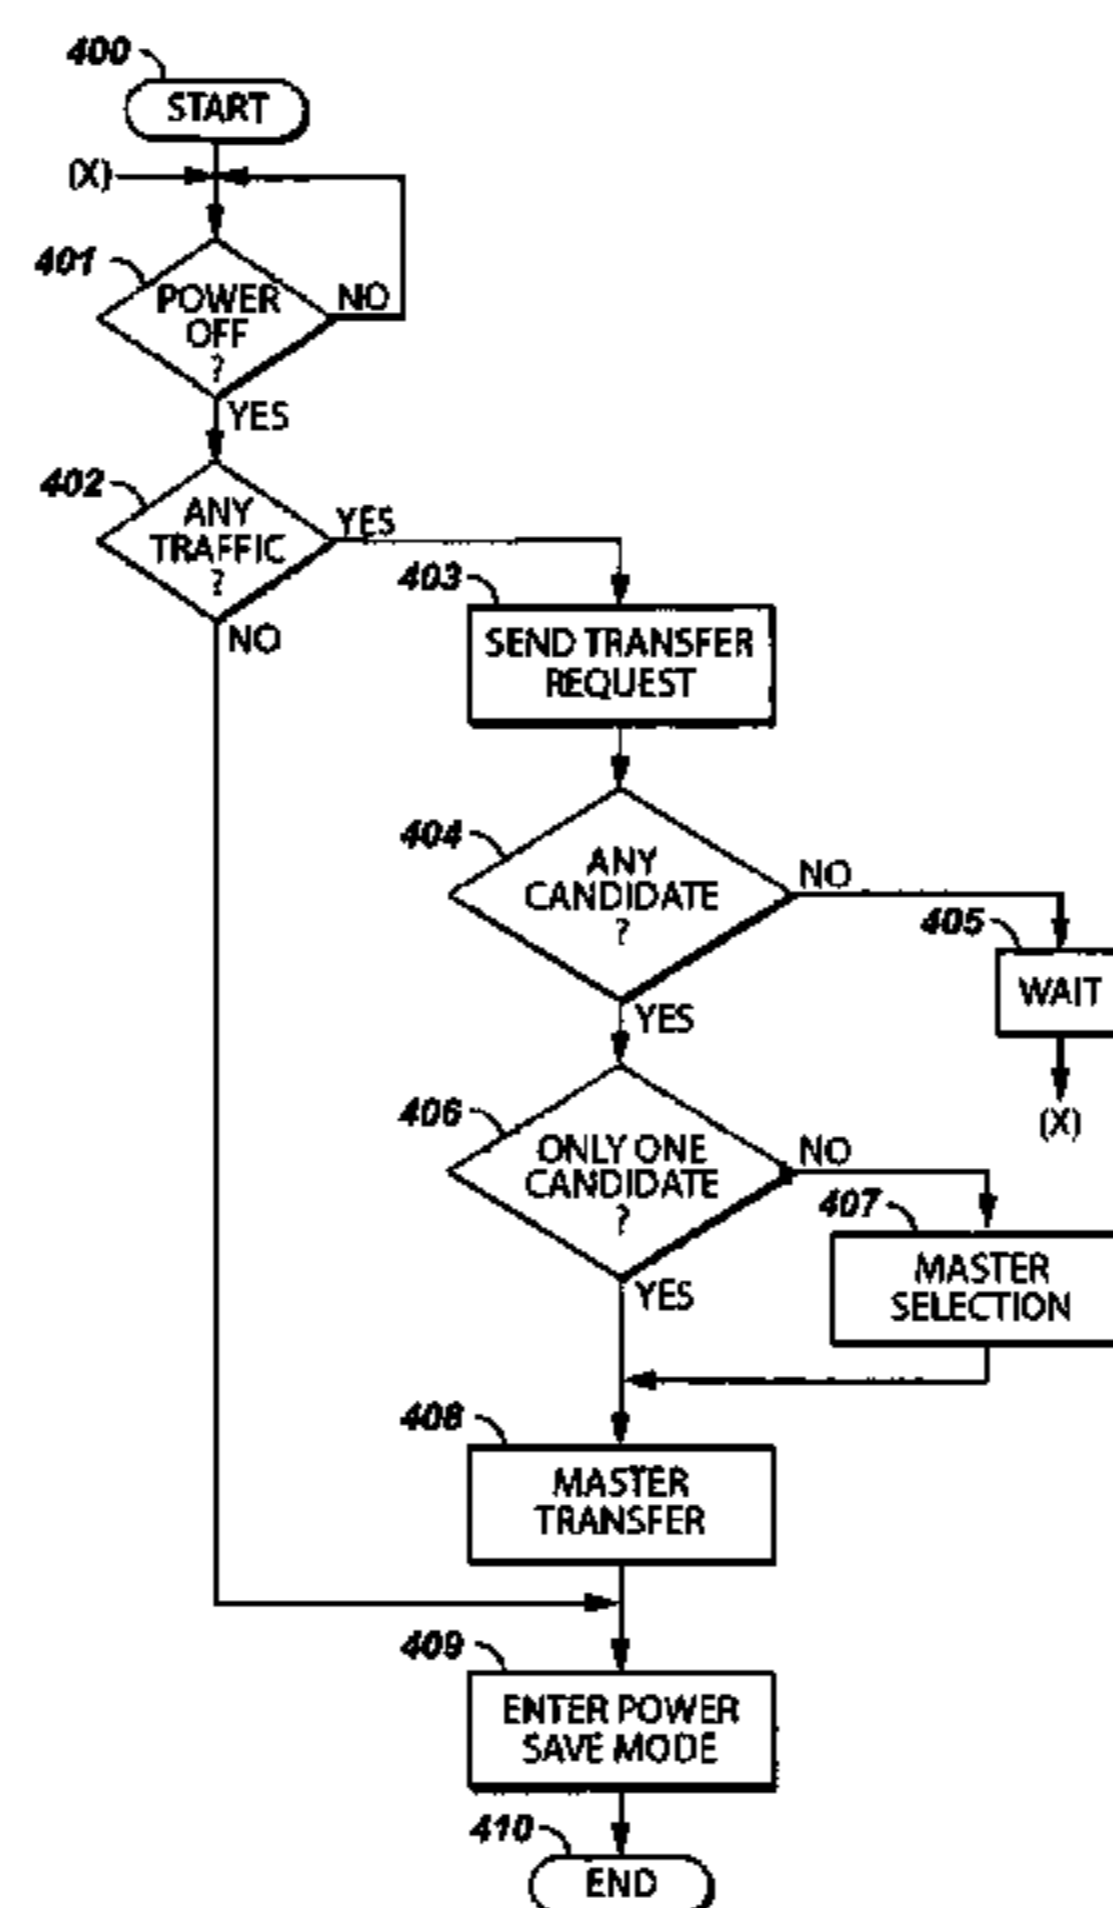 400
START
(X)
401
POWER
OFF
?
NO
YES
402
ANY
TRAFFIC
?
YES
NO
403
SEND TRANSFER
REQUEST
404
ANY
CANDIDATE
?
NO
YES
405
WAIT
(X)
406
ONLY ONE
CANDIDATE
?
NO
YES
407
MASTER
SELECTION
408
MASTER
TRANSFER
409
ENTER POWER
SAVE MODE
410
END